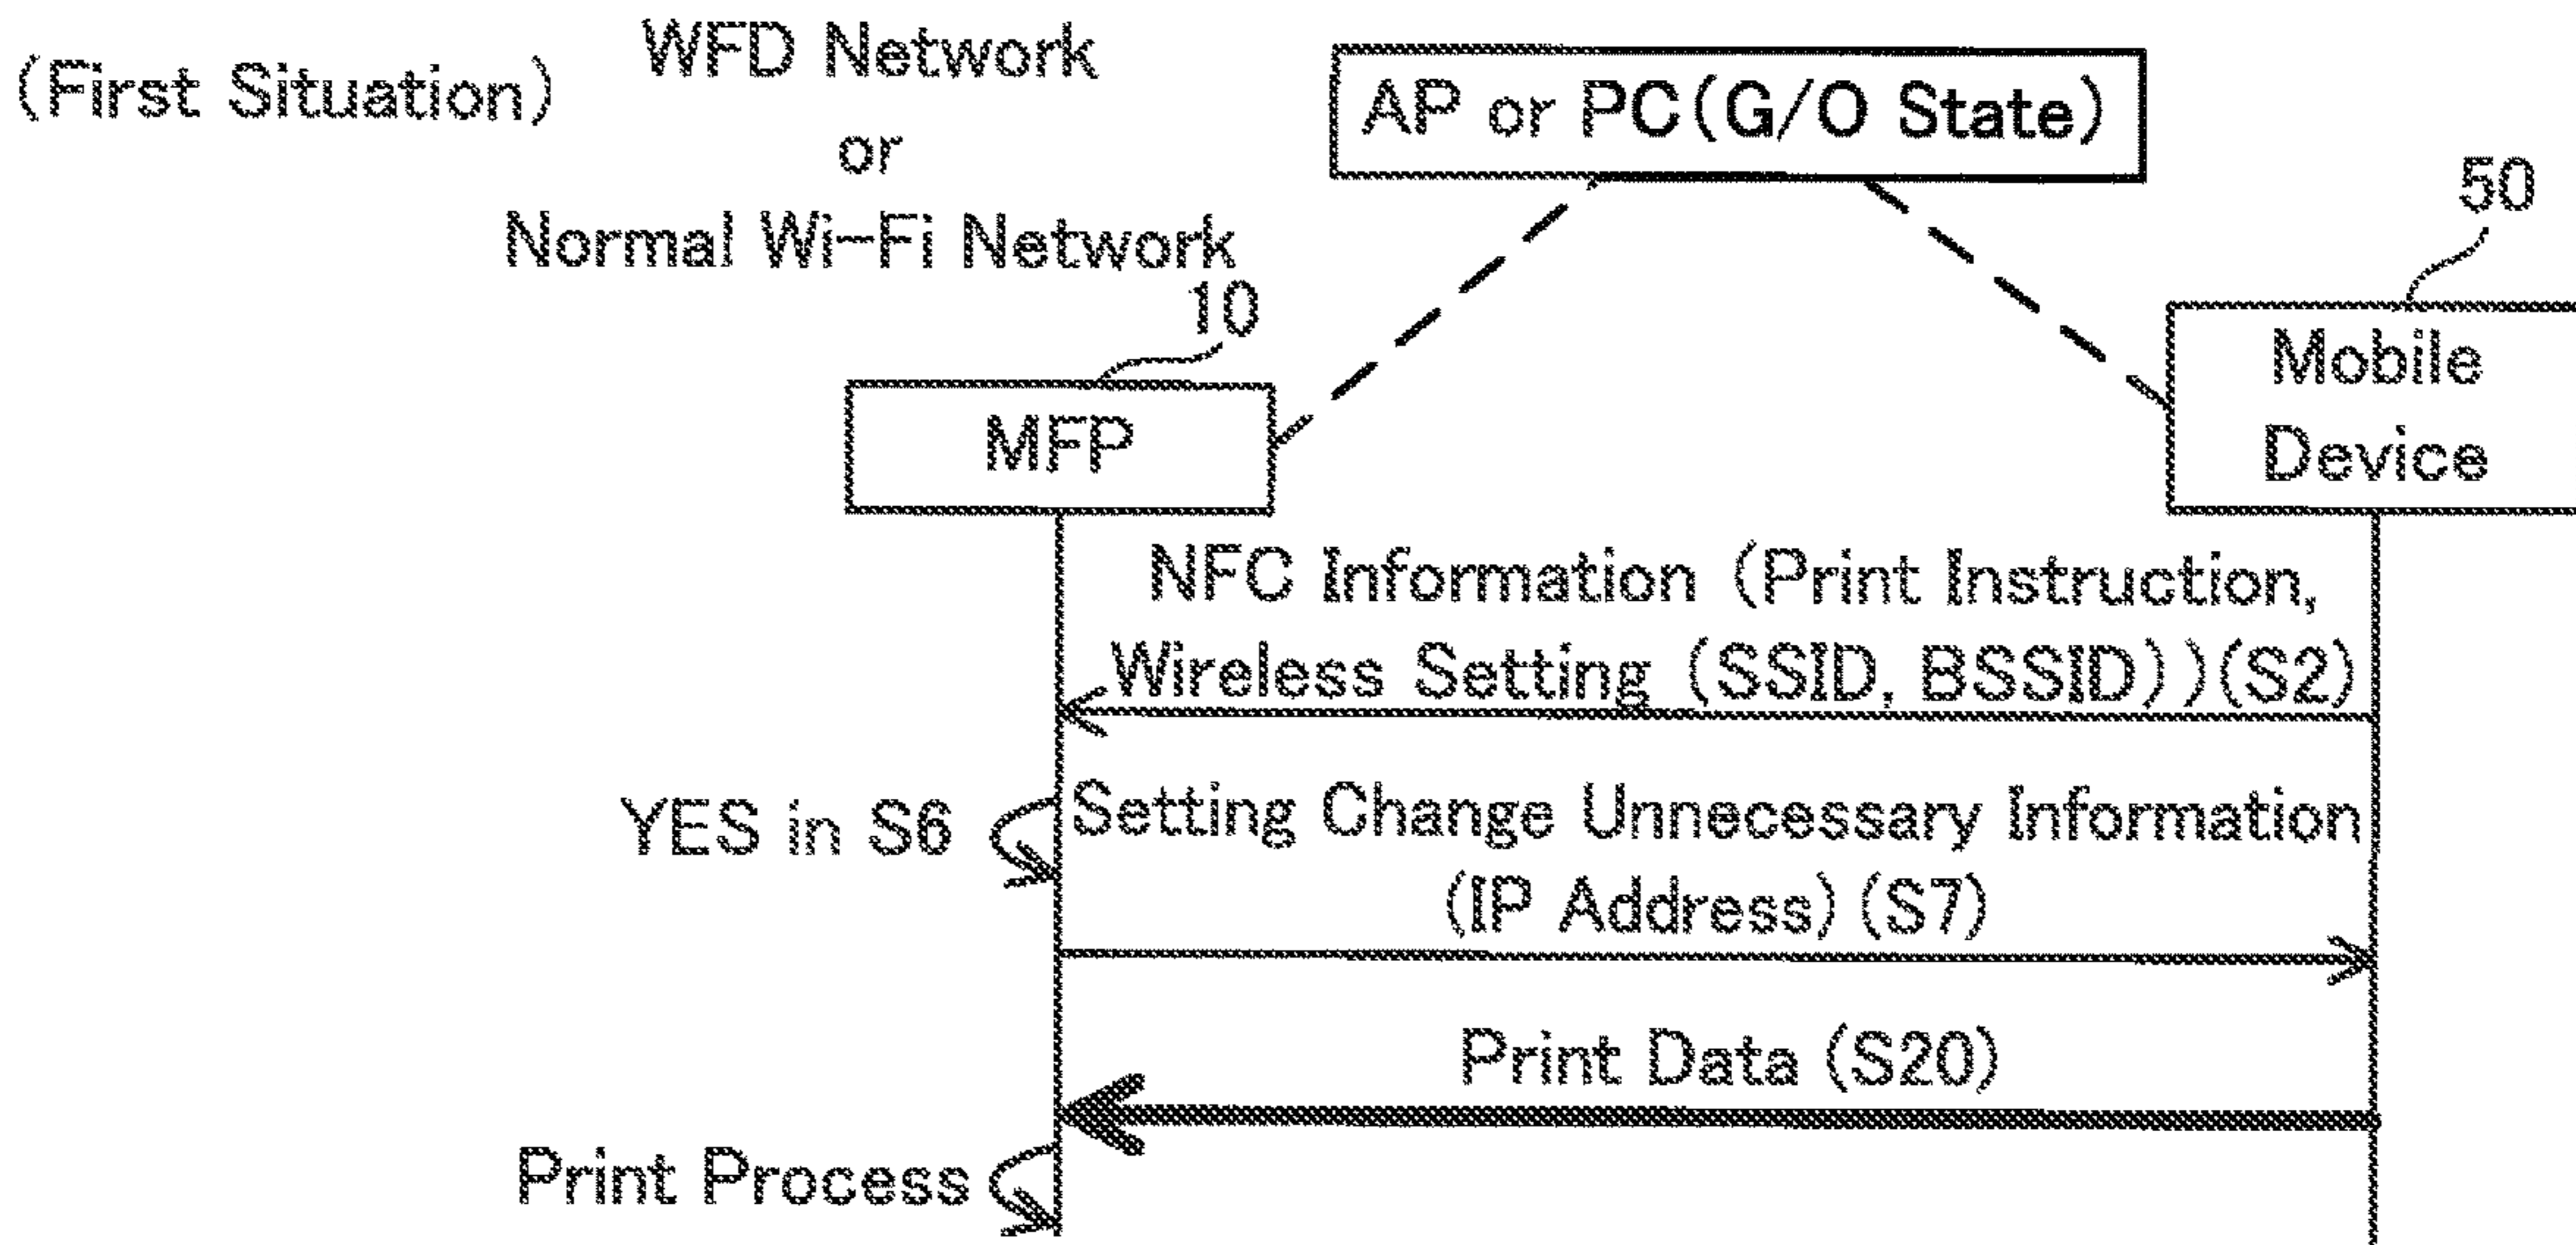 (First Situation)
WFD Network
or
Normal Wi-Fi Network
AP or PC(G/O State)
50
10
MFP
Mobile
Device
NFC Information (Print Instruction,
Wireless Setting (SSID, BSSID))(S2)
YES in S6
Setting Change Unnecessary Information
(IP Address) (S7)
Print Data (S20)
Print Process